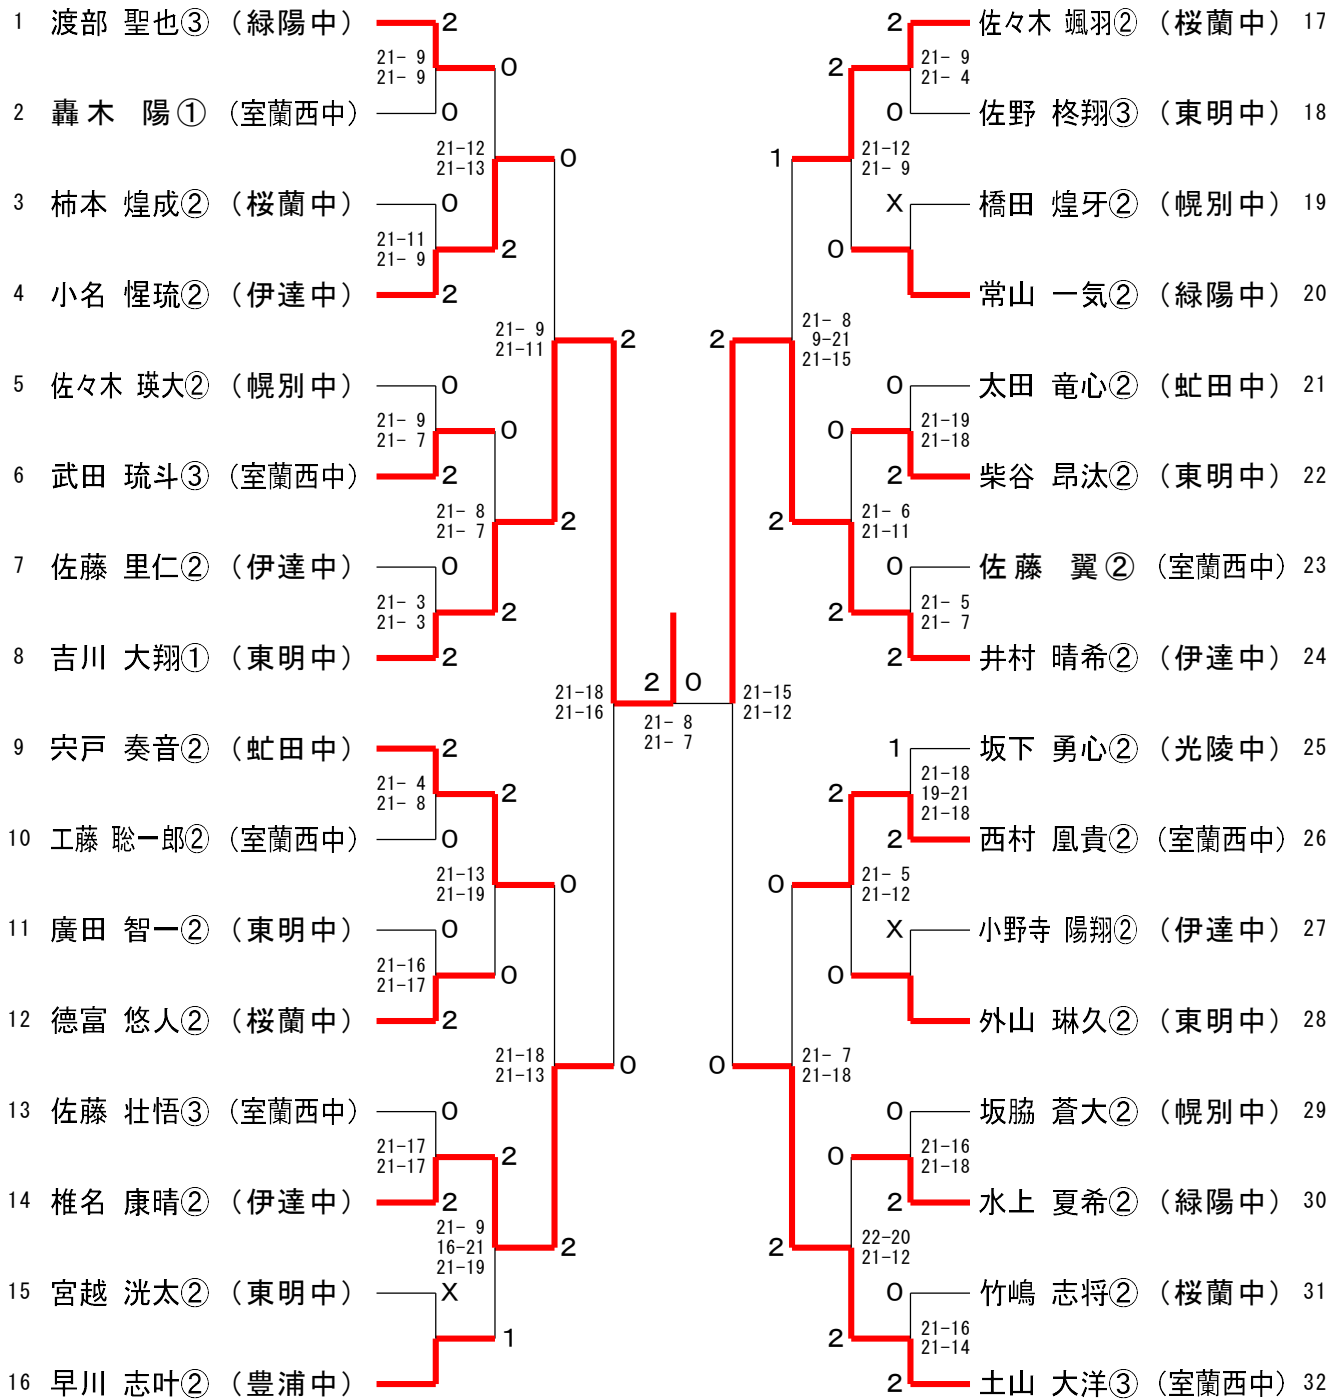 1 渡部 聖也③ (緑陽中) 2
21- 9
21- 9
0
2 轟木 陽① (室蘭西中) 0
21-12
21-13
0
3 柿本 煌成② (桜蘭中) 0
21-11
21- 9
2
4 小名 惺琉② (伊達中) 2
21- 9
21-11
2
5 佐々木 瑛大② (幌別中) 0
21- 9
21- 7
0
6 武田 琉斗③ (室蘭西中) 2
21- 8
21- 7
2
7 佐藤 里仁② (伊達中) 0
21- 3
21- 3
2
8 吉川 大翔① (東明中) 2
21-18
21-16
2 0
21- 8
21- 7
9 宍戸 奏音② (虻田中) 2
21- 4
21- 8
2
10 工藤 聡一郎② (室蘭西中) 0
21-13
21-19
0
11 廣田 智一② (東明中) 0
21-16
21-17
0
12 德富 悠人② (桜蘭中) 2
21-18
21-13
0
13 佐藤 壮悟③ (室蘭西中) 0
21-17
21-17
2
14 椎名 康晴② (伊達中) 2
21- 9
16-21
21-19
2
15 宮越 洸太② (東明中) X
1
16 早川 志叶② (豊浦中)
2 佐々木 颯羽② (桜蘭中) 17
2
21- 9
21- 4
0 佐野 柊翔③ (東明中) 18
1
21-12
21- 9
X 橋田 煌牙② (幌別中) 19
0
常山 一気② (緑陽中) 20
2
21- 8
9-21
21-15
0 太田 竜心② (虻田中) 21
0
21-19
21-18
2 柴谷 昂汰② (東明中) 22
2
21- 6
21-11
0 佐藤 翼② (室蘭西中) 23
2
21- 5
21- 7
2 井村 晴希② (伊達中) 24
21-15
21-12
1 坂下 勇心② (光陵中) 25
2
21-18
19-21
21-18
2 西村 凰貴② (室蘭西中) 26
0
21- 5
21-12
X 小野寺 陽翔② (伊達中) 27
0
外山 琳久② (東明中) 28
0
21- 7
21-18
0 坂脇 蒼大② (幌別中) 29
0
21-16
21-18
2 水上 夏希② (緑陽中) 30
2
22-20
21-12
0 竹嶋 志将② (桜蘭中) 31
2
21-16
21-14
2 土山 大洋③ (室蘭西中) 32